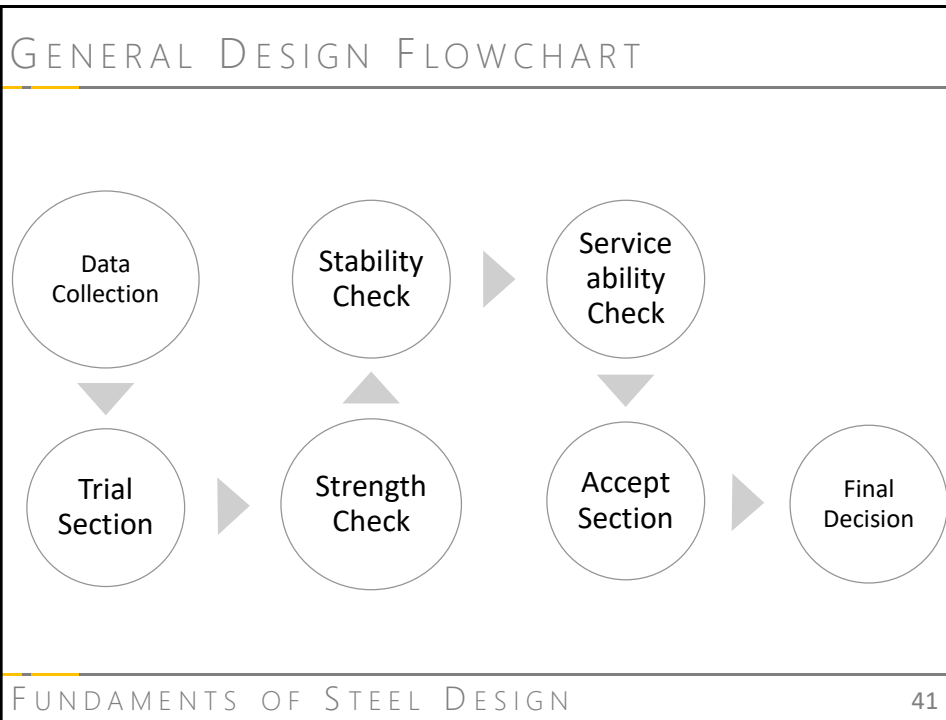 GENERAL DESIGN FLOWCHART
Data
Collection
Trial
Section
Strength
Check
Stability
Check
Service
ability
Check
Accept
Section
Final
Decision
FUNDAMENTS OF STEEL DESIGN
41